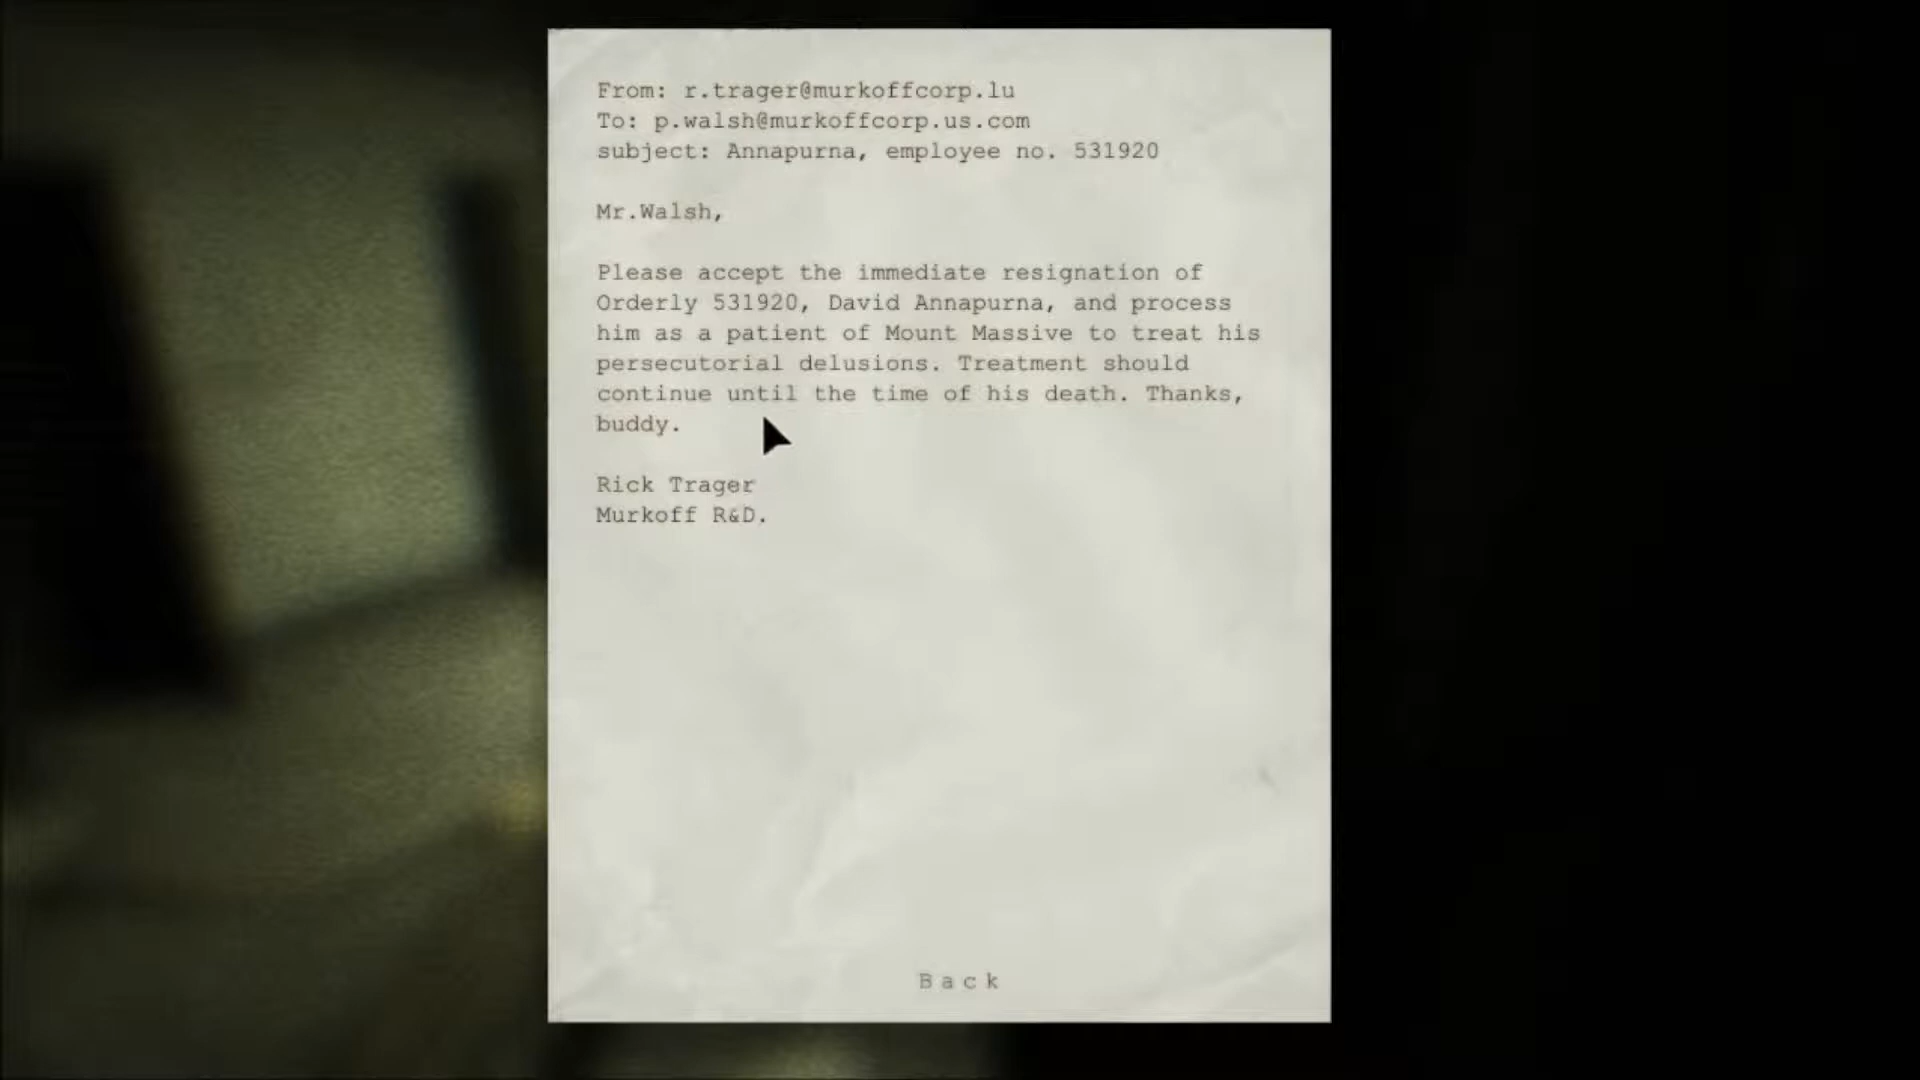 From: r.trager@murkoffcorp.lu
To: p.walsh@murkoffcorp.us.com
subject: Annapurna, employee no. 531920
Mr.Walsh,
Please accept the immediate resignation of
Orderly 531920, David Annapurna, and process
him as a patient of Mount Massive to treat his
persecutorial delusions. Treatment should
continue until the time of his death. Thanks,
buddy.
Rick Trager
Murkoff R&D.
Back